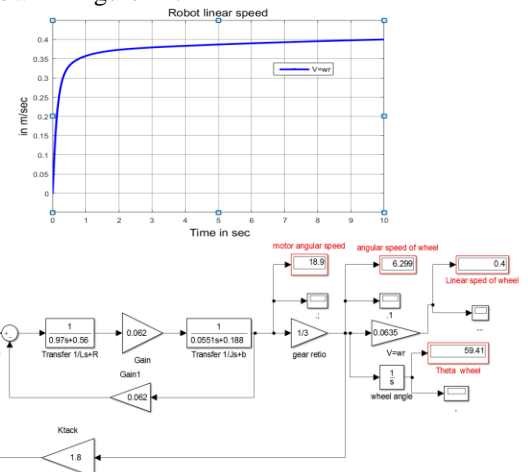 Robot linear speed
in m/sec
0.4
0.35
0.3
0.25
0.2
0.15
0.1
0.05
0
V=wr
0 1 2 3 4 5 6 7 8 9 10
Time in sec
motor angular speed
angular speed of wheel
18.9
6.299
0.4
Linear sped of wheel
.1
1
0.97s+0.56
Transfer 1/Ls+R
0.062
Gain
1
0.0551s+0.188
Transfer 1/Js+b
1/3
gear retio
0.0635
V=wr
59.41
Theta wheel
1
s
wheel angle
Gain1
0.062
Ktack
1.8